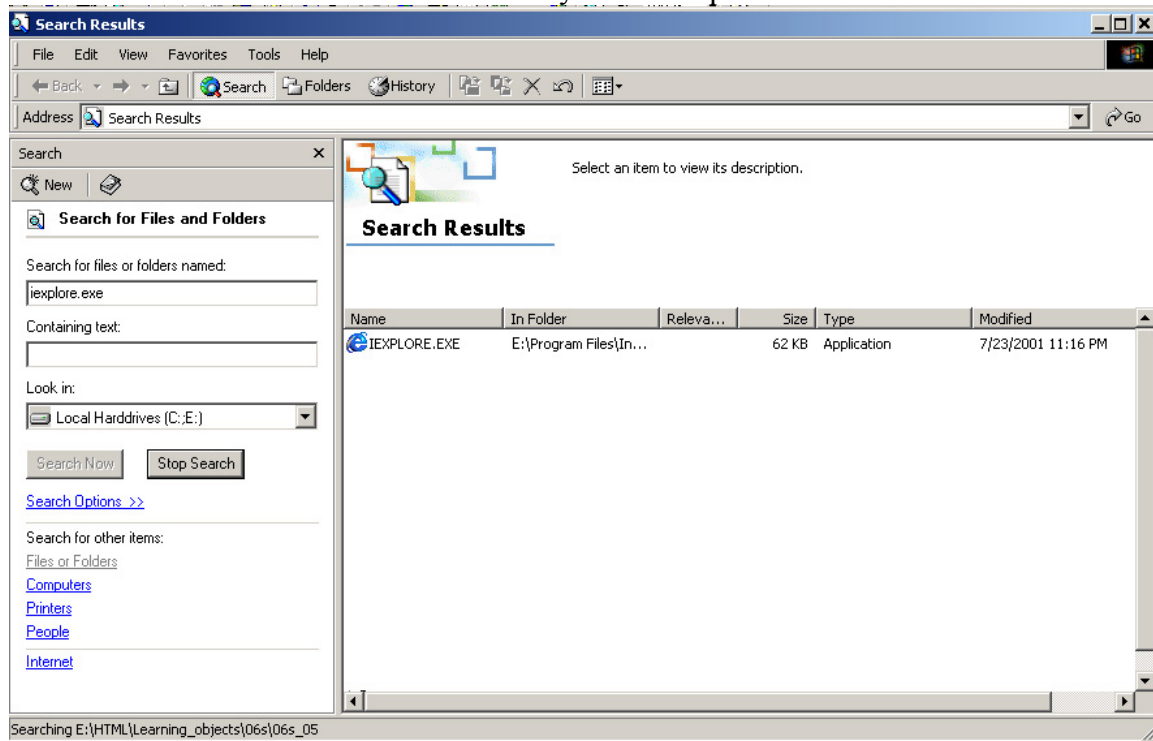 Search Results
File Edit View Favorites Tools Help
Back Search Folders History
Address Search Results Go
Search
New
Search for Files and Folders
Search for files or folders named:
iexplore.exe
Containing text:
Look in:
Local Harddrives (C:;E:)
Search Now Stop Search
Search Options >>
Search for other items:
Files or Folders
Computers
Printers
People
Internet
Select an item to view its description.
Search Results
Name In Folder Releva... Size Type Modified
IEXPLORE.EXE E:\Program Files\In... 62 KB Application 7/23/2001 11:16 PM
Searching E:\HTML\Learning_objects\06s\06s_05